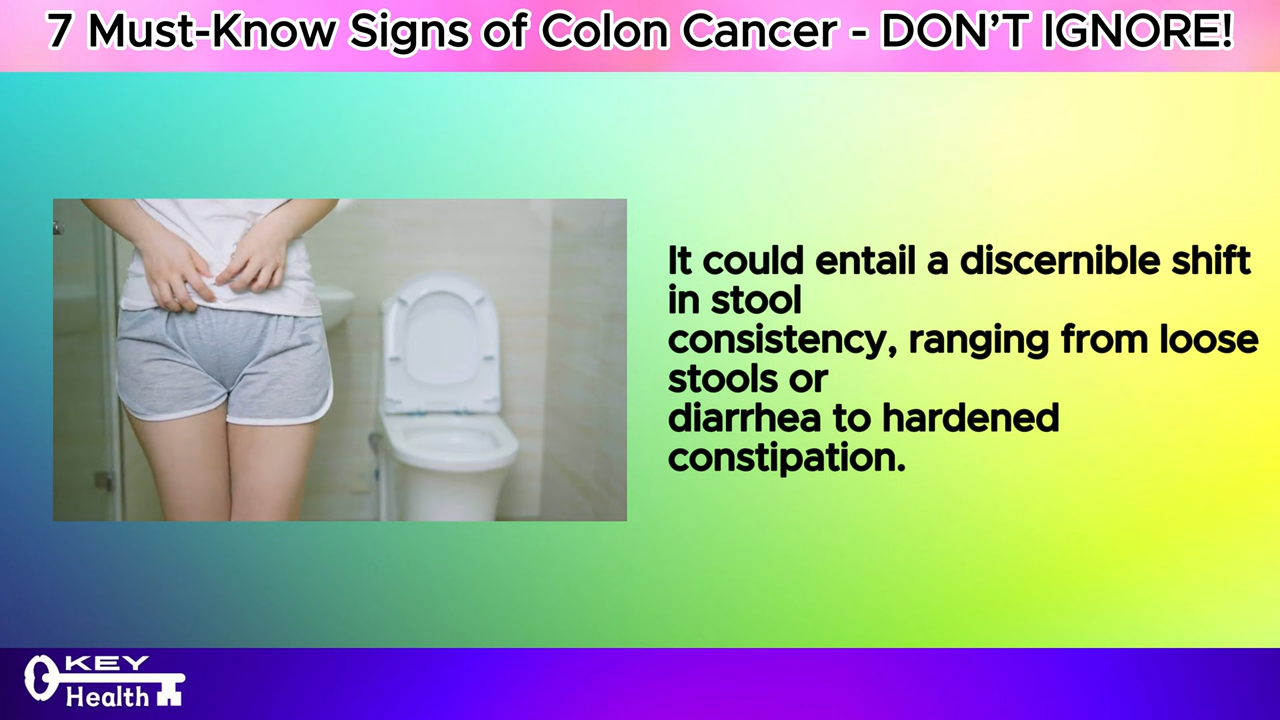 7 Must-Know Signs of Colon Cancer - DON’T IGNORE!
It could entail a discernible shift
in stool
consistency, ranging from loose
stools or
diarrhea to hardened
constipation.
KEY
Health